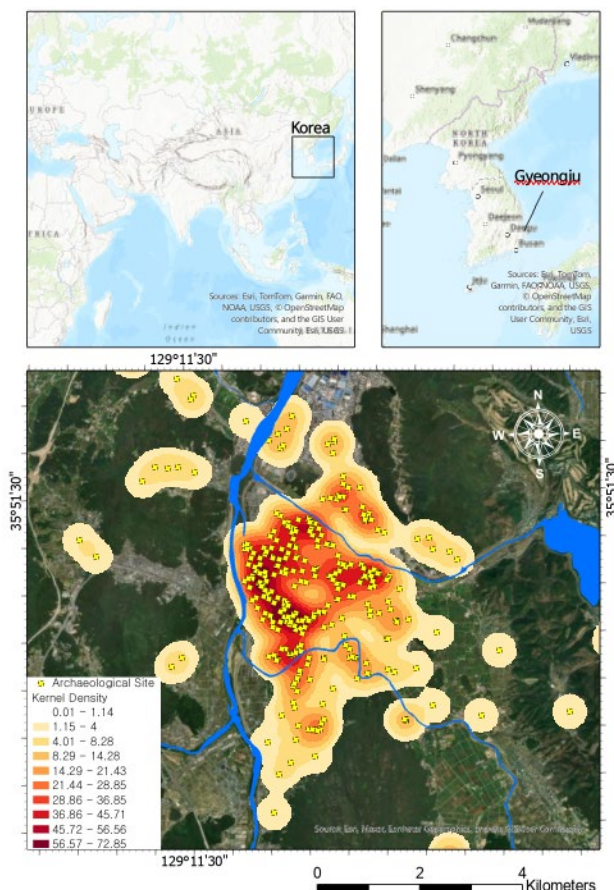 EUROPE
ASIA
Korea
Sources: Esri, TomTom, Garmin, FAO,
NOAA, USGS, © OpenStreetMap
contributors, and the GIS User
Changchun
Mudanjiang
Shenyang
NORTH
KOREA
Pyongyang
Seoul
Gyeongju
Daejeon
Daegu
Busan
Sources: Esri, TomTom,
Garmin, FAO, NOAA, USGS,
© OpenStreetMap
contributors, and the GIS
User Community, Esri,
USGS
129°11'30"
35°51'30"
35°51'30"
N
W
E
S
Archaeological Site
Kernel Density
0.01 - 1.14
1.15 - 4
4.01 - 8.28
8.29 - 14.28
14.29 - 21.43
21.44 - 28.85
28.86 - 36.85
36.86 - 45.71
45.72 - 56.56
56.57 - 72.85
129°11'30"
0
2
4
Kilometers